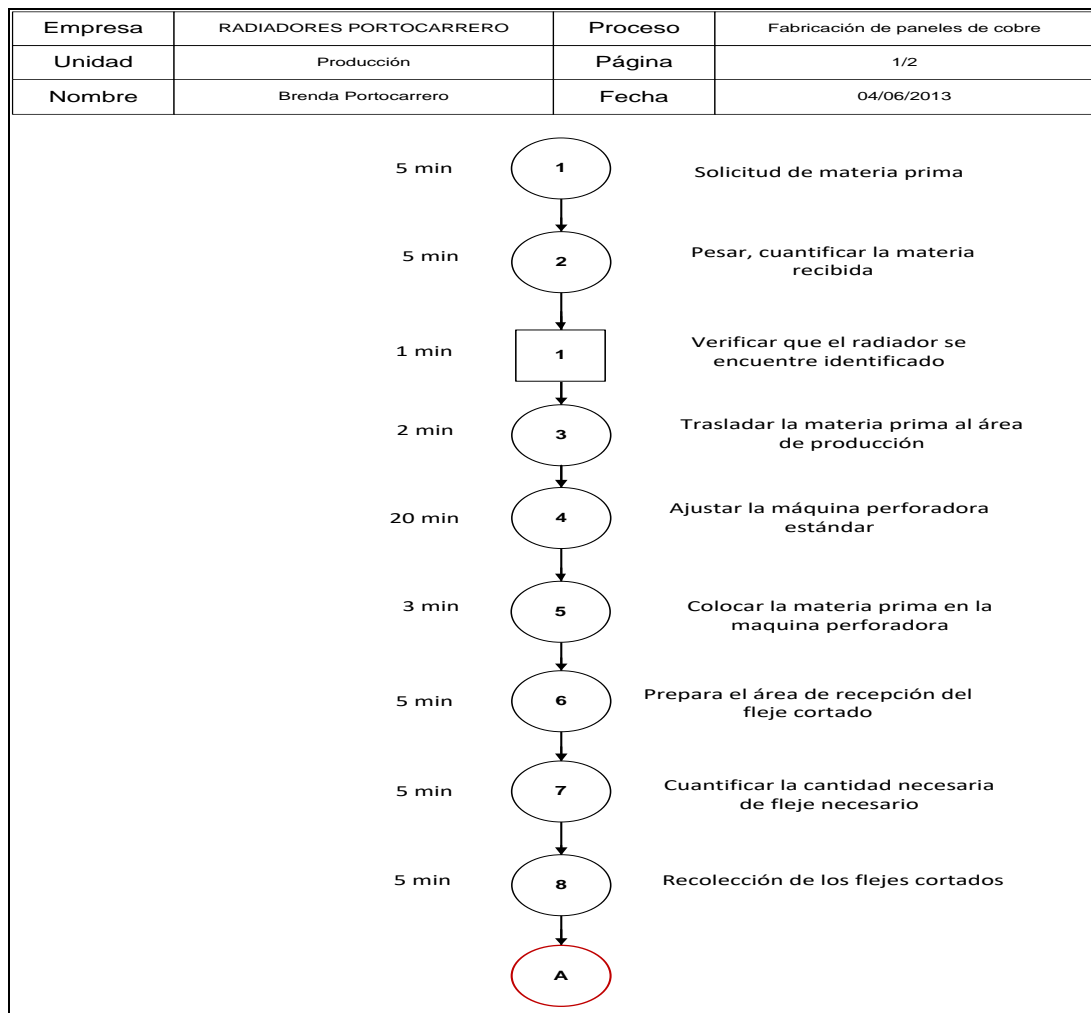 Empresa RADIADORES PORTOCARRERO Proceso Fabricación de paneles de cobre
Unidad Producción Página 1/2
Nombre Brenda Portocarrero Fecha 04/06/2013
5 min 1 Solicitud de materia prima
5 min 2 Pesar, cuantificar la materia
recibida
1 min 1 Verificar que el radiador se
encuentre identificado
2 min 3 Trasladar la materia prima al área
de producción
20 min 4 Ajustar la máquina perforadora
estándar
3 min 5 Colocar la materia prima en la
maquina perforadora
5 min 6 Prepara el área de recepción del
fleje cortado
5 min 7 Cuantificar la cantidad necesaria
de fleje necesario
5 min 8 Recolección de los flejes cortados
A